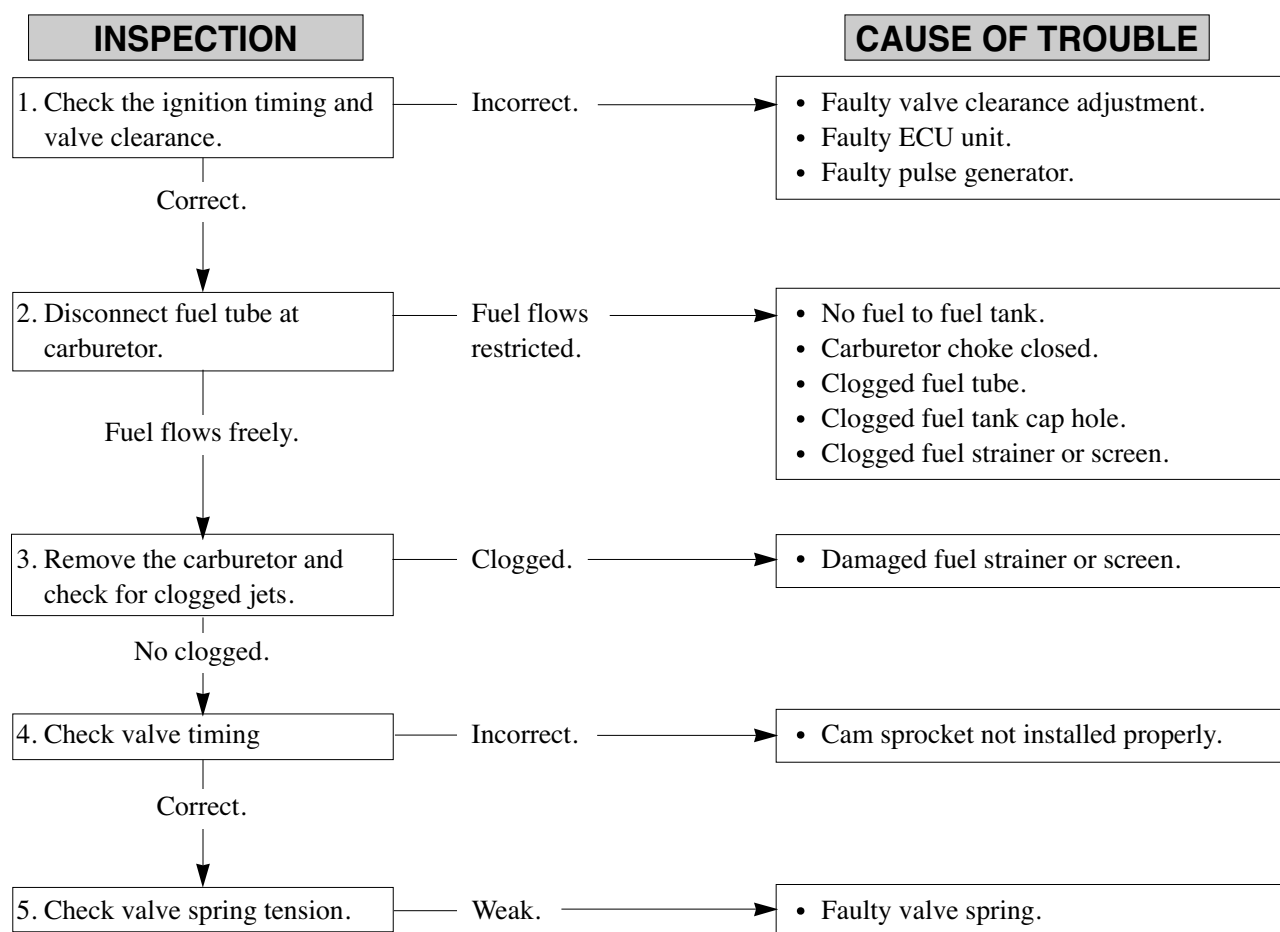 INSPECTION
CAUSE OF TROUBLE
1. Check the ignition timing and
valve clearance.
Incorrect.
• Faulty valve clearance adjustment.
• Faulty ECU unit.
• Faulty pulse generator.
Correct.
2. Disconnect fuel tube at
carburetor.
Fuel flows
restricted.
• No fuel to fuel tank.
• Carburetor choke closed.
• Clogged fuel tube.
• Clogged fuel tank cap hole.
• Clogged fuel strainer or screen.
Fuel flows freely.
3. Remove the carburetor and
check for clogged jets.
Clogged.
• Damaged fuel strainer or screen.
No clogged.
4. Check valve timing
Incorrect.
• Cam sprocket not installed properly.
Correct.
5. Check valve spring tension.
Weak.
• Faulty valve spring.